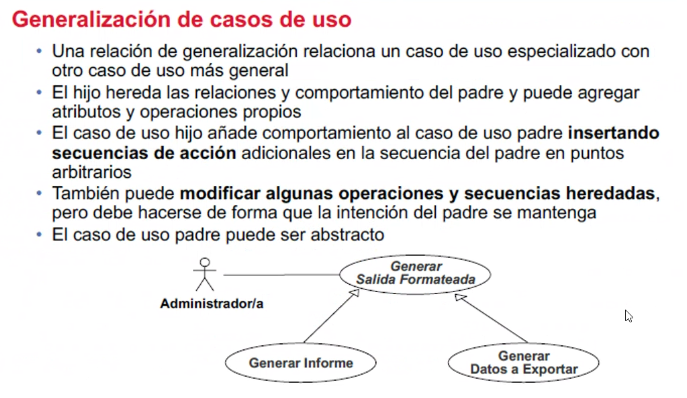 Generalización de casos de uso
• Una relación de generalización relaciona un caso de uso especializado con
otro caso de uso más general
• El hijo hereda las relaciones y comportamiento del padre y puede agregar
atributos y operaciones propios
• El caso de uso hijo añade comportamiento al caso de uso padre insertando
secuencias de acción adicionales en la secuencia del padre en puntos
arbitrarios
• También puede modificar algunas operaciones y secuencias heredadas,
pero debe hacerse de forma que la intención del padre se mantenga
• El caso de uso padre puede ser abstracto
Generar
Salida Formateada
Administrador/a
Generar Informe
Generar
Datos a Exportar